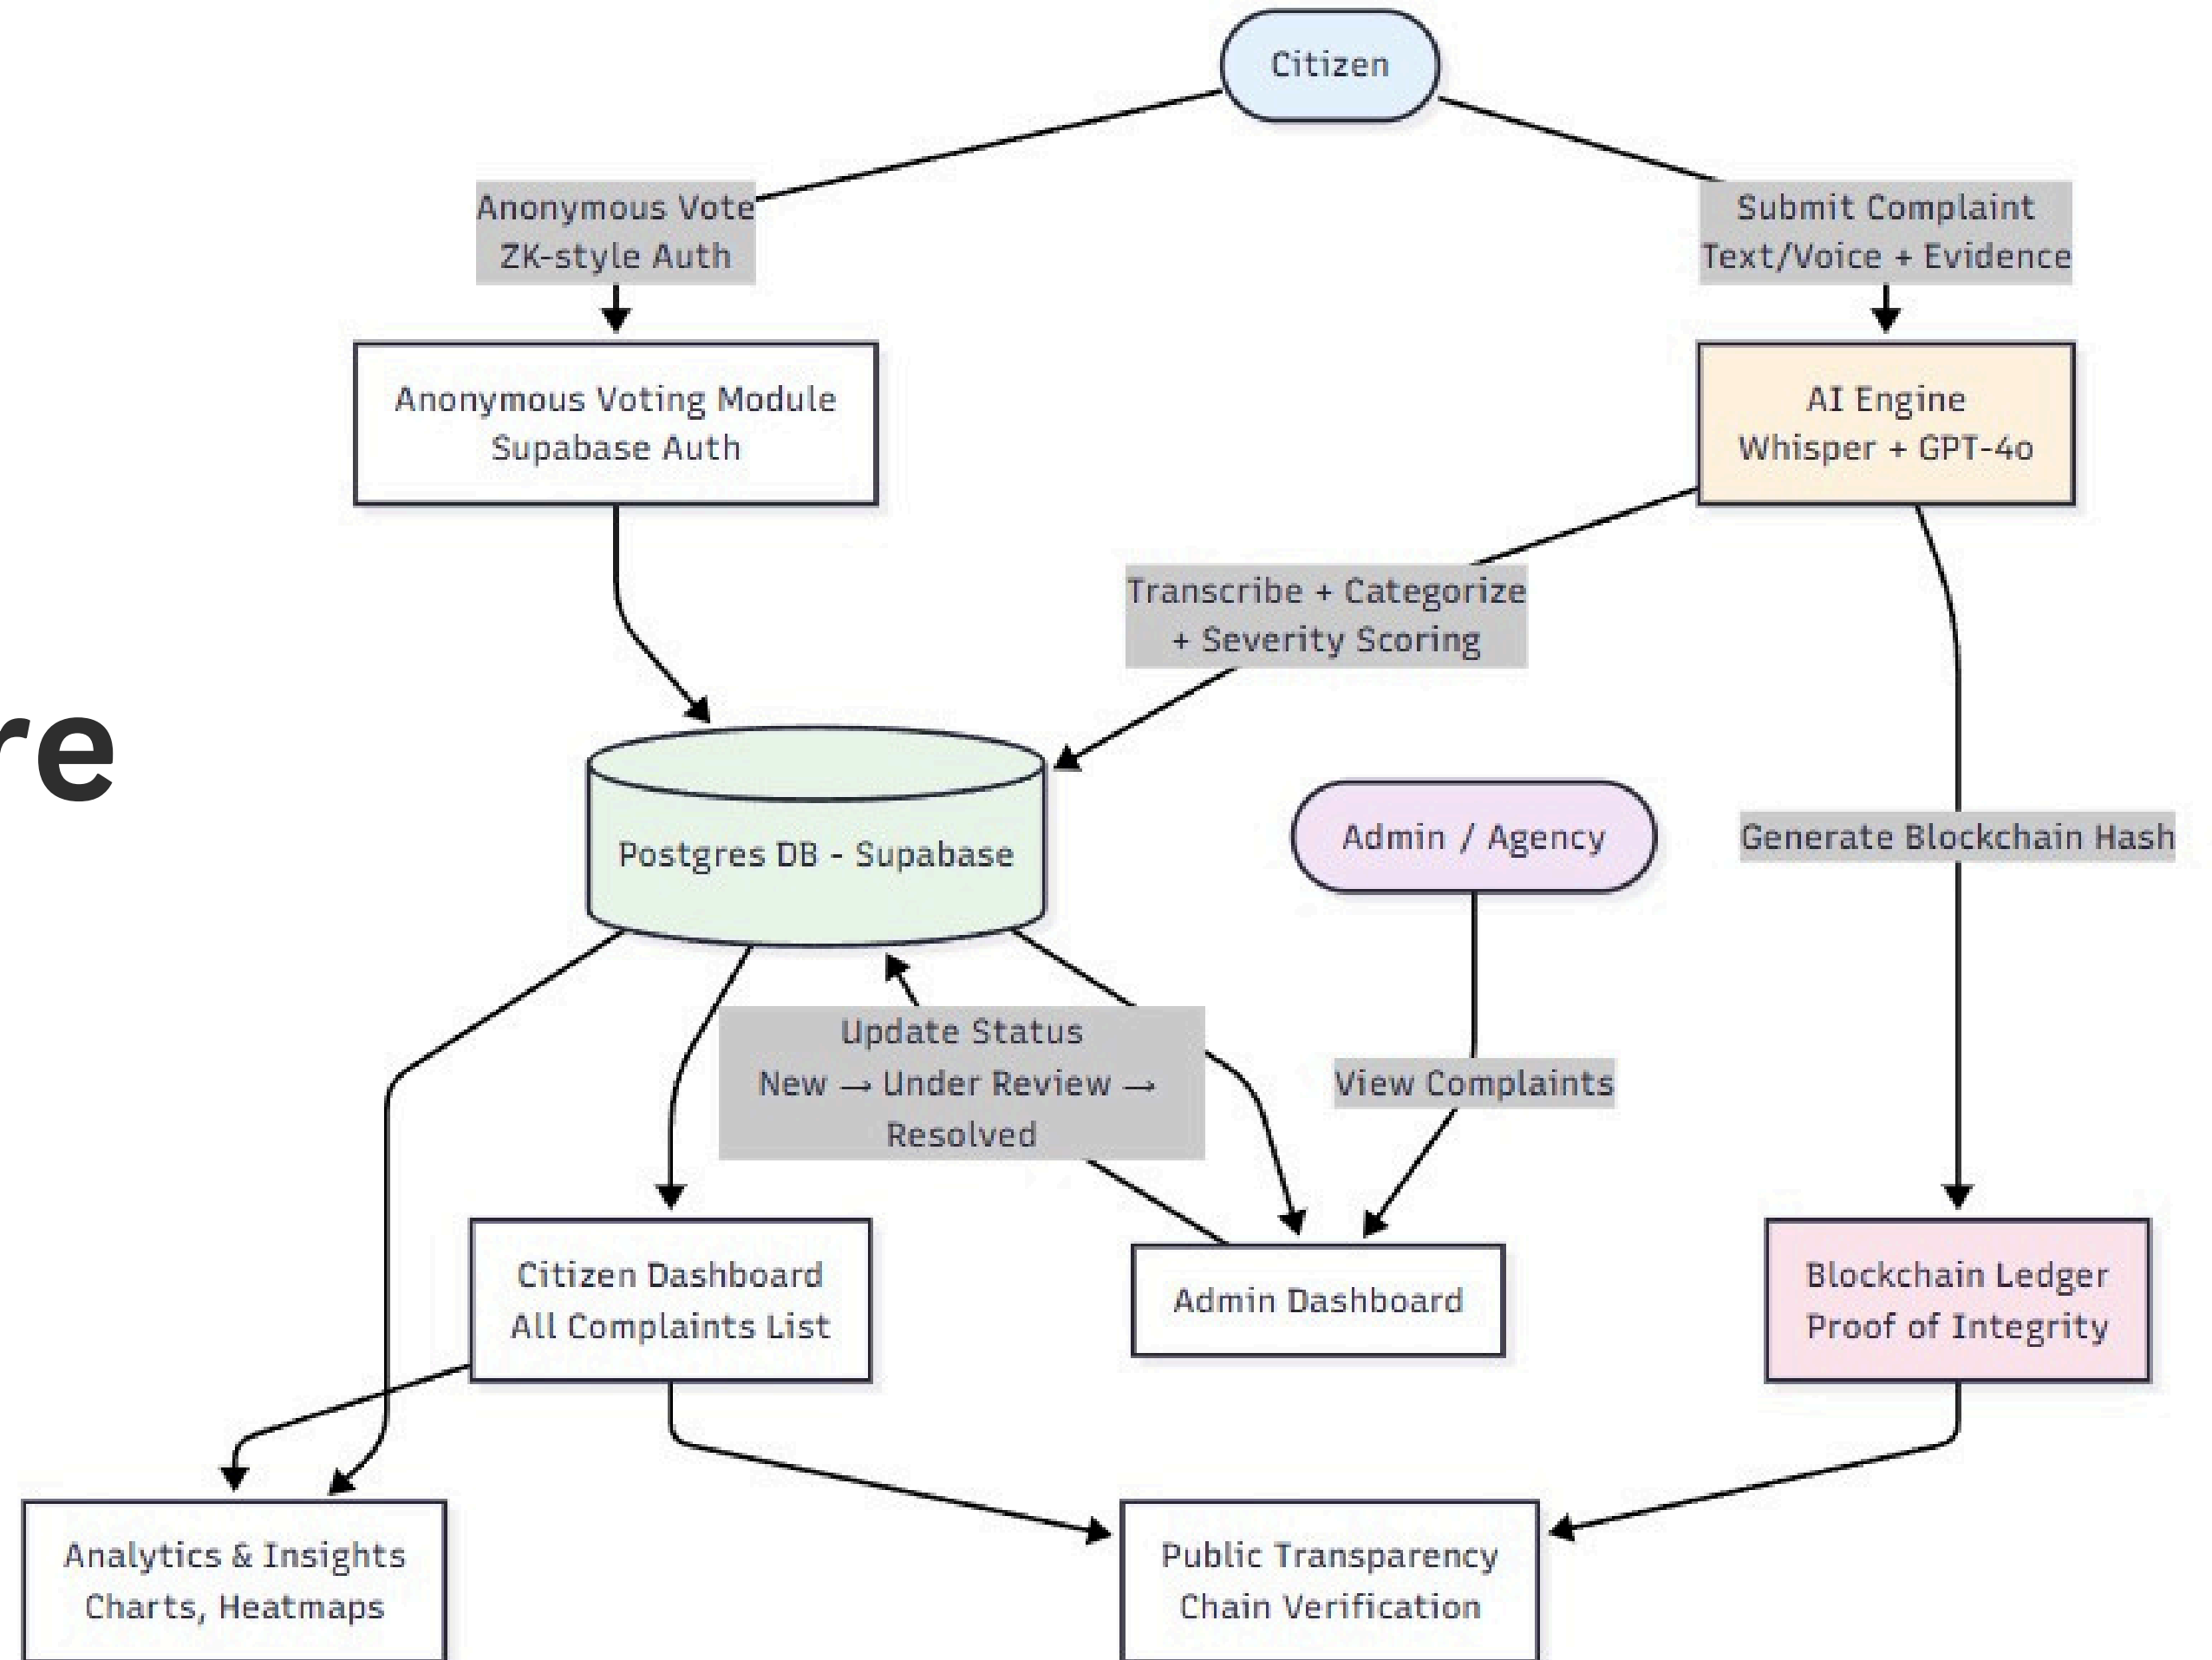 Citizen
Anonymous Vote
ZK-style Auth
Submit Complaint
Text/Voice + Evidence
Anonymous Voting Module
Supabase Auth
AI Engine
Whisper + GPT-4o
Transcribe + Categorize
+ Severity Scoring
re
Postgres DB - Supabase
Admin / Agency
Generate Blockchain Hash
Update Status
New → Under Review →
Resolved
View Complaints
Citizen Dashboard
All Complaints List
Admin Dashboard
Blockchain Ledger
Proof of Integrity
Analytics & Insights
Charts, Heatmaps
Public Transparency
Chain Verification